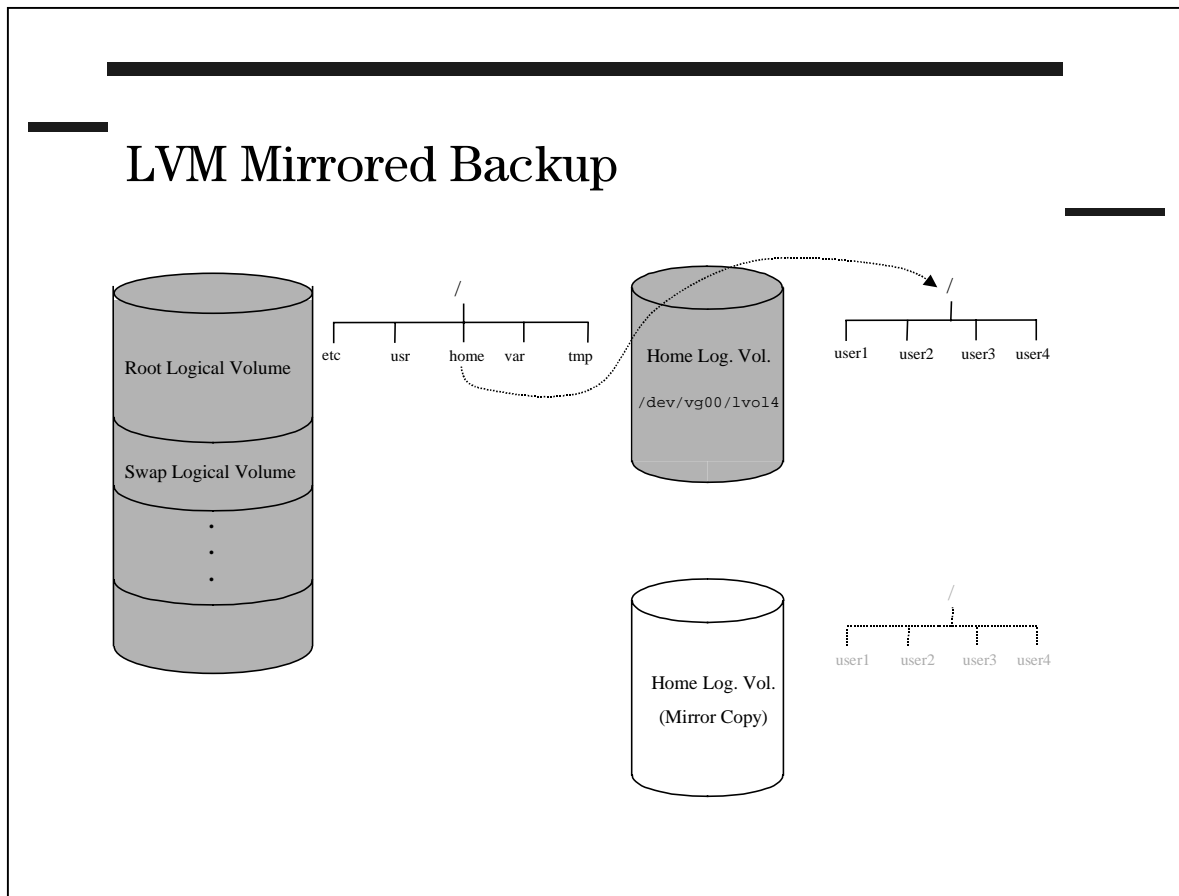 LVM Mirrored Backup
/
etc usr home var tmp
Root Logical Volume
Swap Logical Volume
.
.
.
Home Log. Vol.
/dev/vg00/lvol4
/
user1 user2 user3 user4
Home Log. Vol.
(Mirror Copy)
/
user1 user2 user3 user4